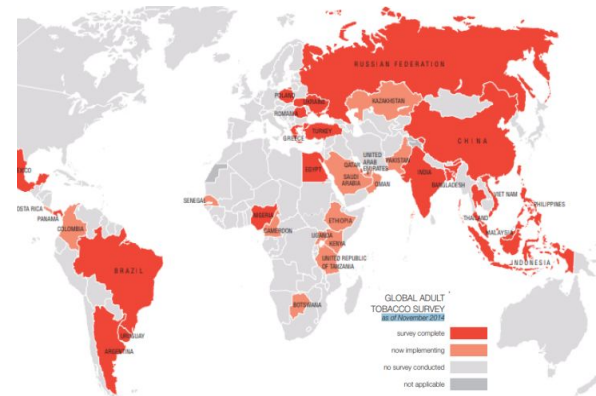 RUSSIAN FEDERATION
POLAND
UKRAINE
KAZAKHSTAN
ROMANIA
GREECE
TURKEY
CHINA
EGYPT
QATAR
UNITED
ARAB
EMIRATES
PAKISTAN
SAUDI
ARABIA
OMAN
INDIA
BANGLADESH
VIET NAM
THAILAND
PHILIPPINES
MALAYSIA
INDONESIA
EXICO
OSTA RICA
PANAMA
COLOMBIA
SENEGAL
NIGERIA
CAMEROON
ETHIOPIA
UGANDA
KENYA
UNITED REPUBLIC
OF TANZANIA
BOTSWANA
BRAZIL
URUGUAY
ARGENTINA
GLOBAL ADULT
TOBACCO SURVEY
as of November 2014
survey complete
now implementing
no survey conducted
not applicable